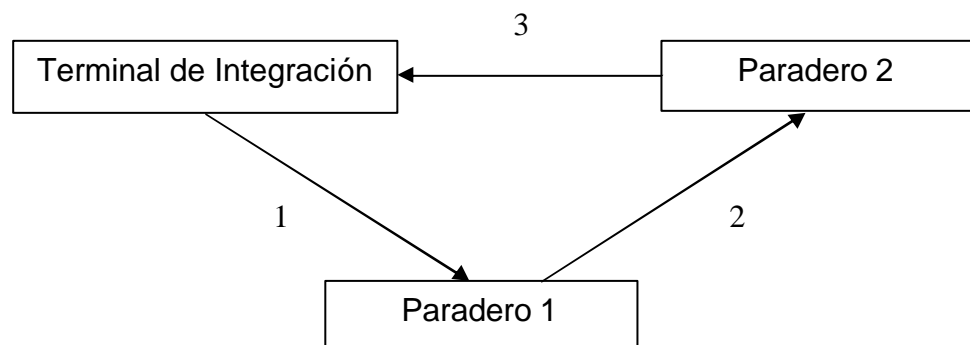 3
Terminal de Integración
Paradero 2
1
2
Paradero 1